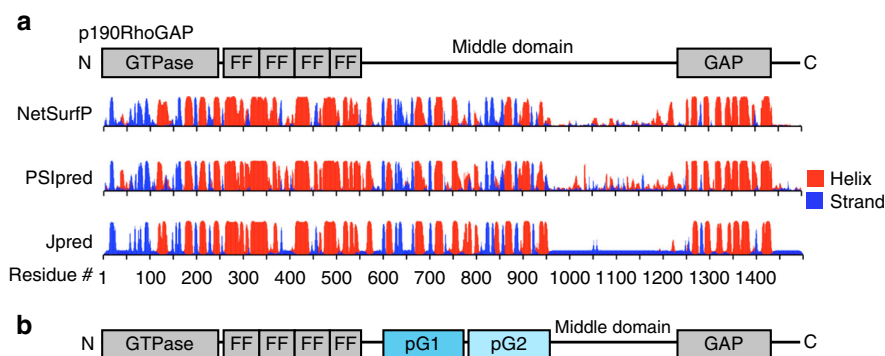 a
p190RhoGAP
N GTPase FF FF FF FF Middle domain GAP C
NetSurfP
PSIpred
Helix
Strand
Jpred
Residue # 1 100 200 300 400 500 600 700 800 900 1000 1100 1200 1300 1400
b
N GTPase FF FF FF FF pG1 pG2 Middle domain GAP C